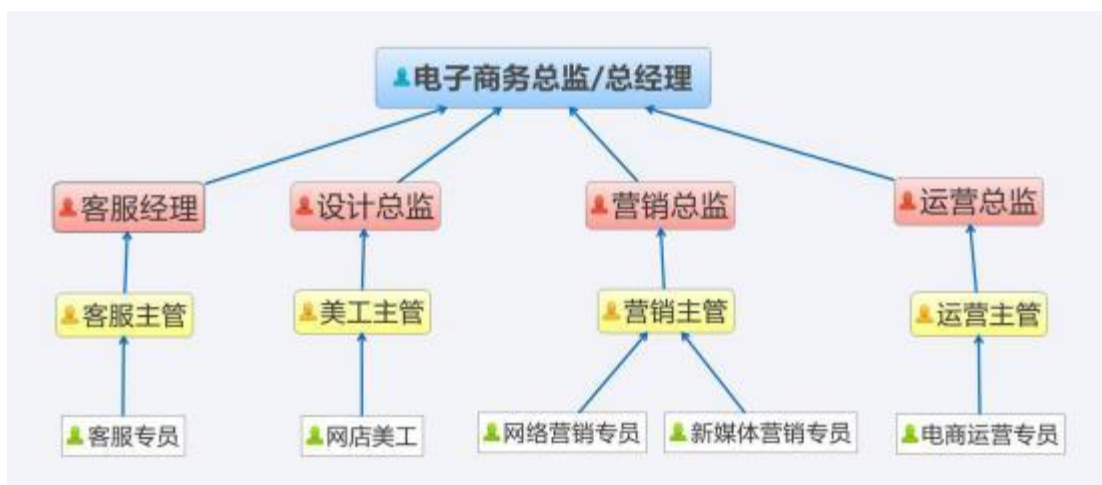 电子商务总监/总经理
客服经理
设计总监
营销总监
运营总监
客服主管
美工主管
营销主管
运营主管
客服专员
网店美工
网络营销专员
新媒体营销专员
电商运营专员